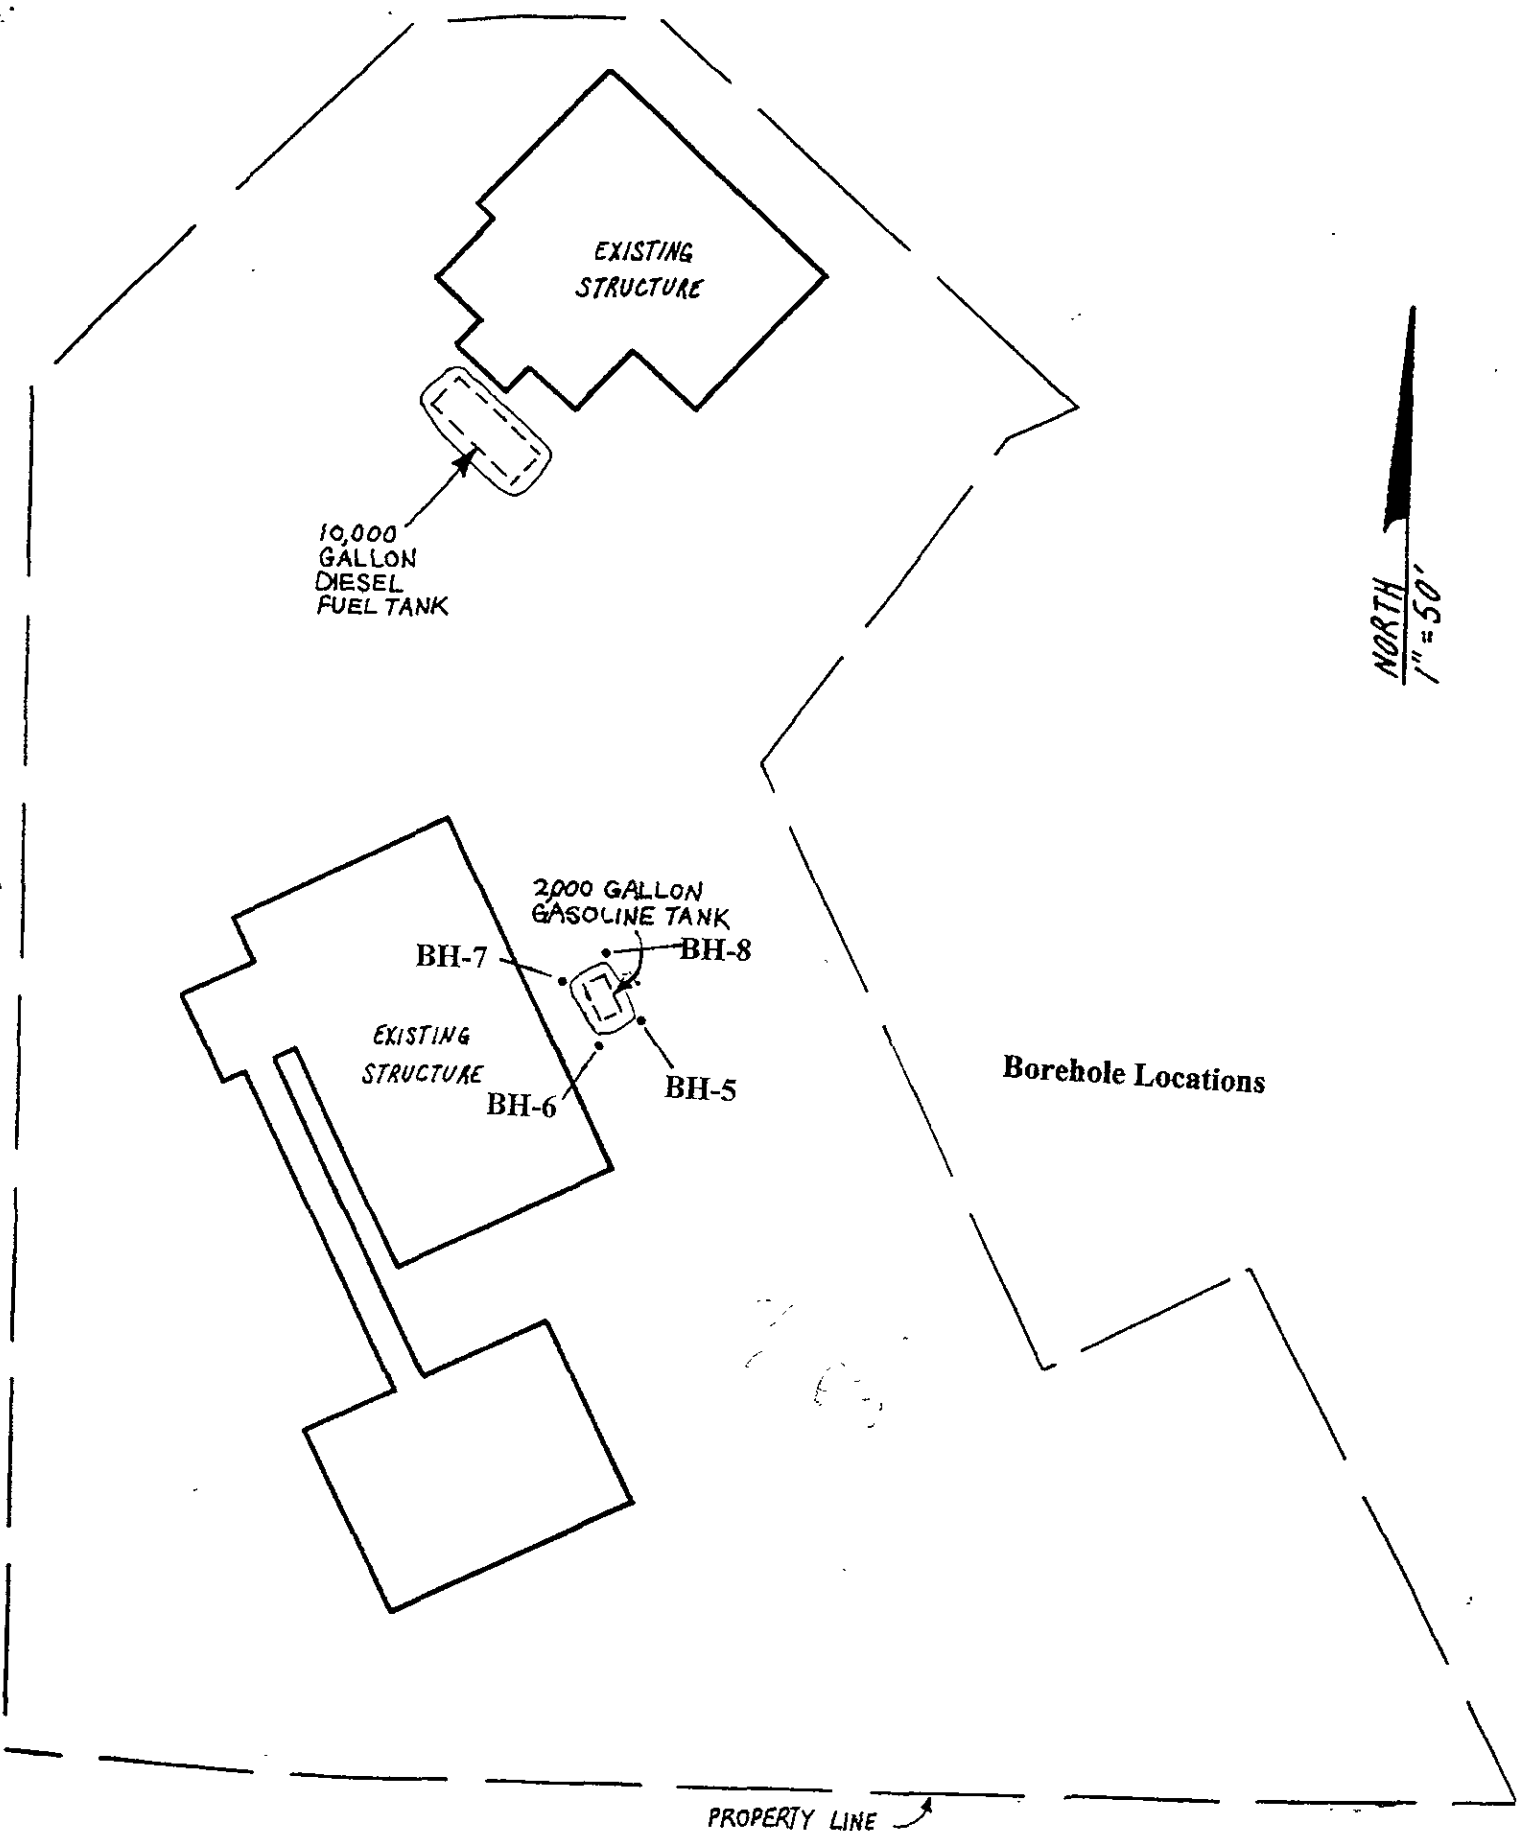 EXISTING
STRUCTURE
10,000
GALLON
DIESEL
FUEL TANK
NORTH
1" = 50'
2,000 GALLON
GASOLINE TANK
BH-7
BH-8
EXISTING
STRUCTURE
BH-6
BH-5
Borehole Locations
PROPERTY LINE